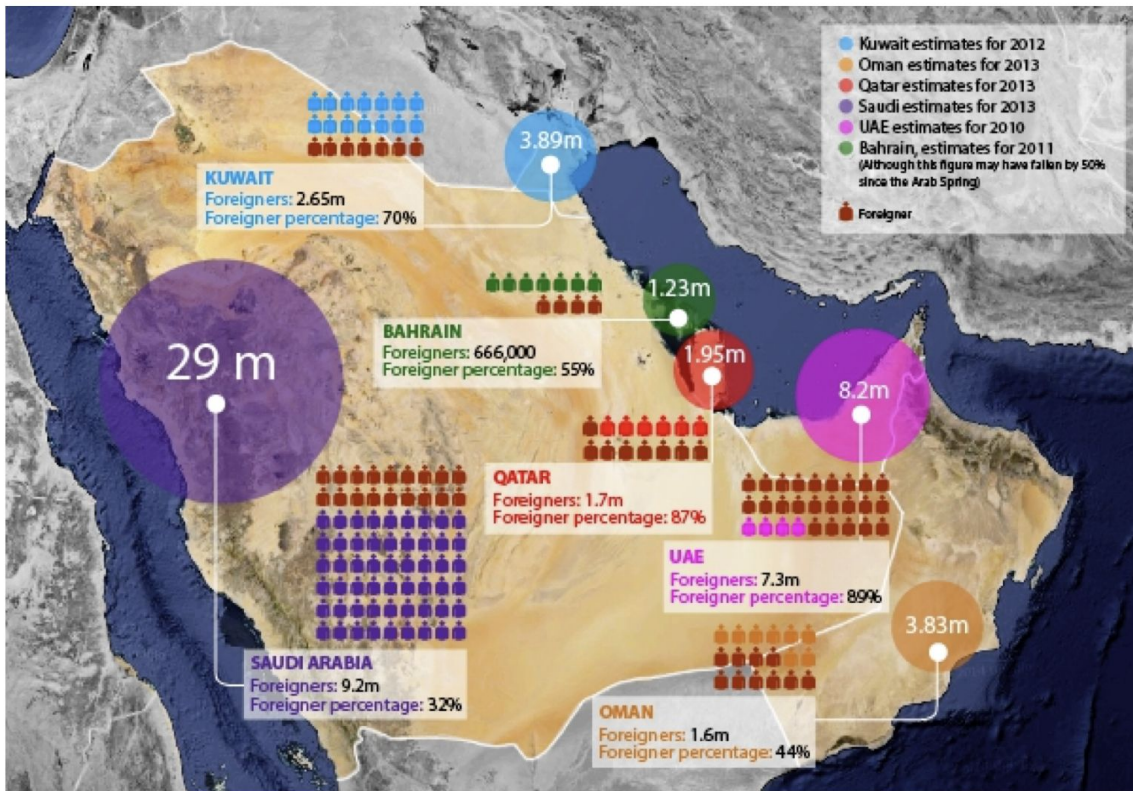 Kuwait estimates for 2012
Oman estimates for 2013
Qatar estimates for 2013
Saudi estimates for 2013
UAE estimates for 2010
Bahrain, estimates for 2011
(Although this figure may have fallen by 50%
since the Arab Spring)
Foreigner
3.89m
KUWAIT
Foreigners: 2.65m
Foreigner percentage: 70%
1.23m
BAHRAIN
Foreigners: 666,000
Foreigner percentage: 55%
29 m
1.95m
8.2m
QATAR
Foreigners: 1.7m
Foreigner percentage: 87%
UAE
Foreigners: 7.3m
Foreigner percentage: 89%
3.83m
SAUDI ARABIA
Foreigners: 9.2m
Foreigner percentage: 32%
OMAN
Foreigners: 1.6m
Foreigner percentage: 44%